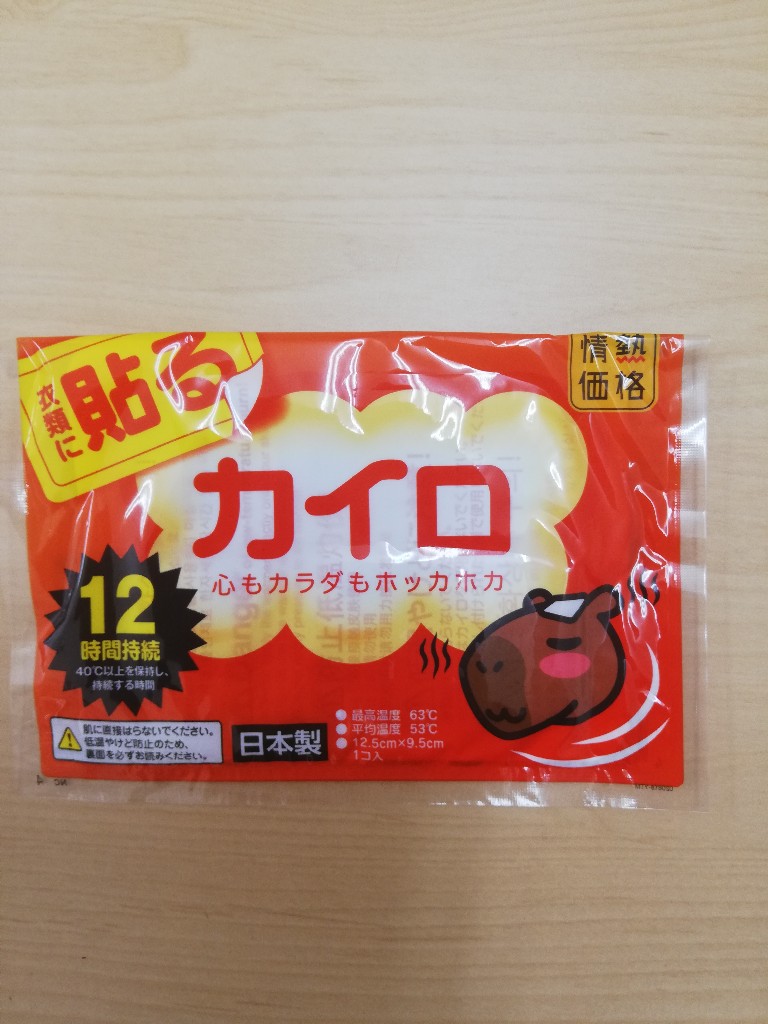 衣類に
貼る
情熱
価格
カイロ
心もカラダもホッカホカ
12
時間持続
40℃以上を保持し、
持続する時間
肌に直接はらないでください。
低温やけど防止のため、
裏面を必ずお読みください。
日本製
●最高温度 63℃
●平均温度 53℃
●12.5cm×9.5cm
1コ入